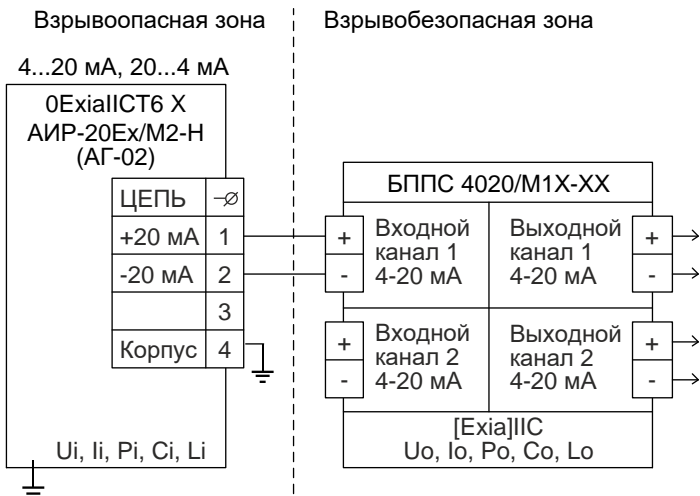 Взрывоопасная зона
Взрывобезопасная зона
4...20 мА, 20...4 мА
0ExiaIICT6 X
АИР-20Ex/М2-Н
(АГ-02)
ЦЕПЬ
+20 мА 1
-20 мА 2
3
Корпус 4
Ui, Ii, Pi, Ci, Li
БППС 4020/М1Х-ХХ
+ Входной Выходной +
канал 1 канал 1
- 4-20 мА 4-20 мА -
+ Входной Выходной +
канал 2 канал 2
- 4-20 мА 4-20 мА -
[Exia]IIC
Uo, Io, Po, Co, Lo